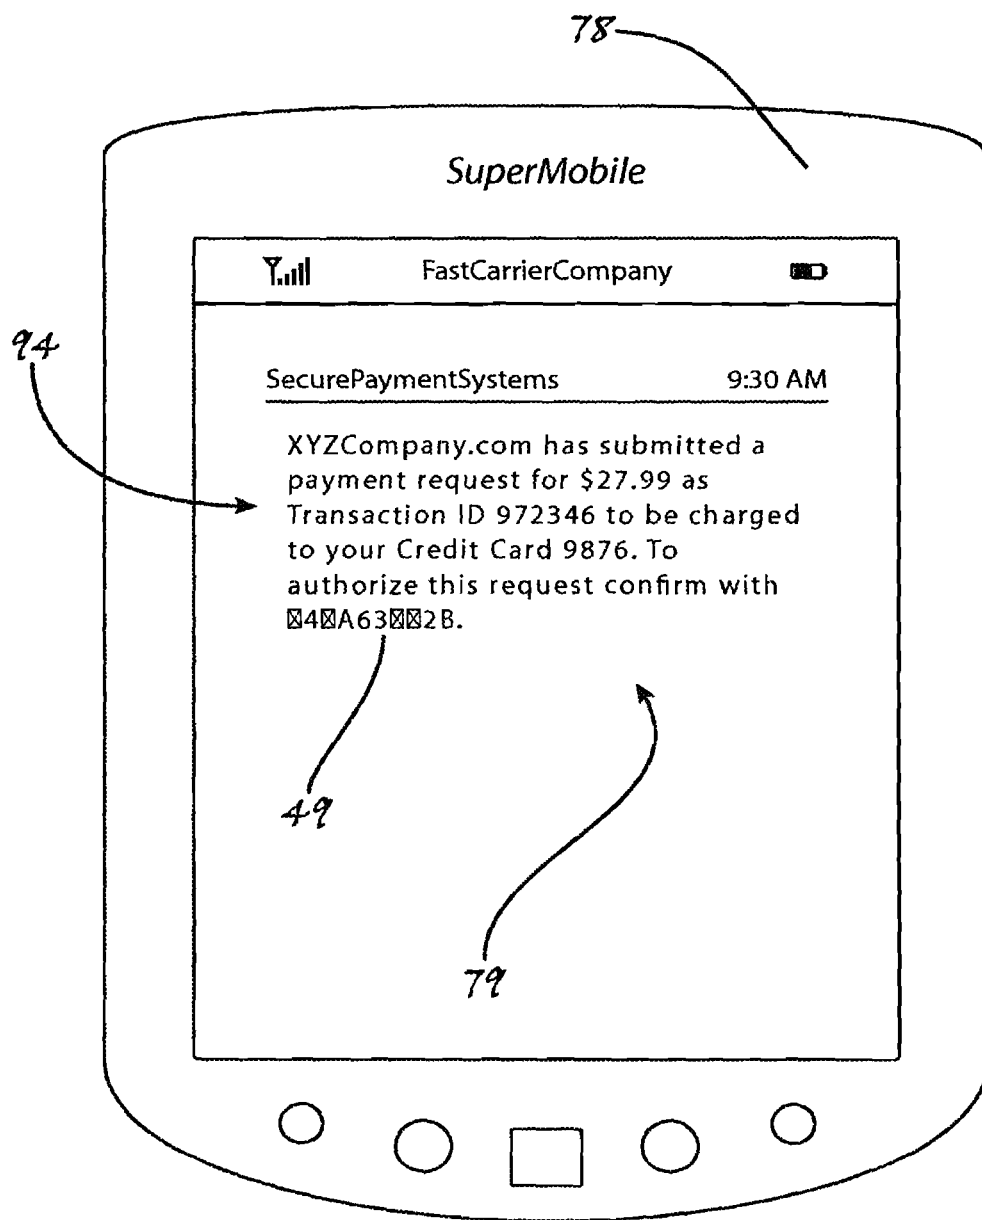 78
SuperMobile
FastCarrierCompany
94
SecurePaymentSystems 9:30 AM
XYZCompany.com has submitted a
payment request for $27.99 as
Transaction ID 972346 to be charged
to your Credit Card 9876. To
authorize this request confirm with
☒4☒A63☒☒2B.
49
79